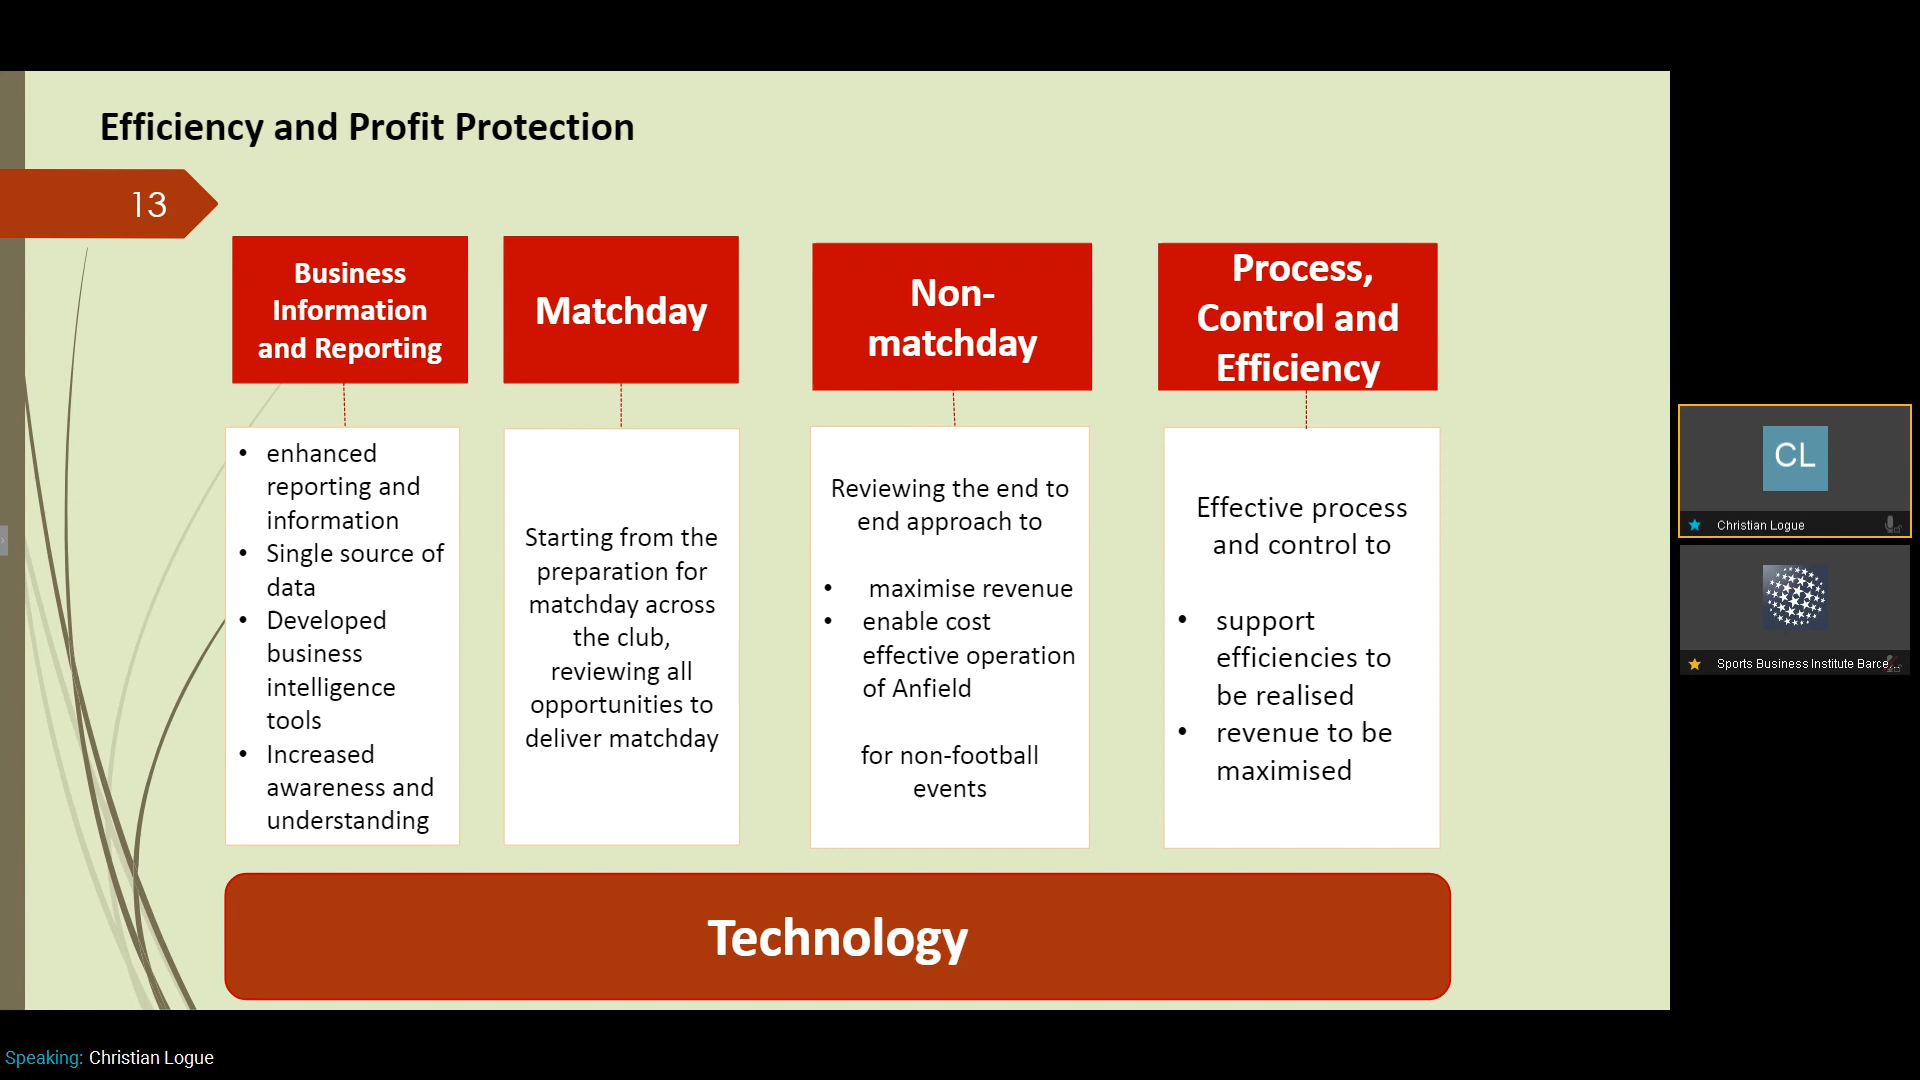 Efficiency and Profit Protection
13
Business
Information
and Reporting
• enhanced
reporting and
information
• Single source of
data
• Developed
business
intelligence
tools
• Increased
awareness and
understanding
Matchday
Starting from the
preparation for
matchday across
the club,
reviewing all
opportunities to
deliver matchday
Non-
matchday
Reviewing the end to
end approach to
• maximise revenue
• enable cost
effective operation
of Anfield
for non-football
events
Process,
Control and
Efficiency
Effective process
and control to
• support
efficiencies to
be realised
• revenue to be
maximised
Technology
CL
Christian Logue
Sports Business Institute Barce...
Speaking: Christian Logue